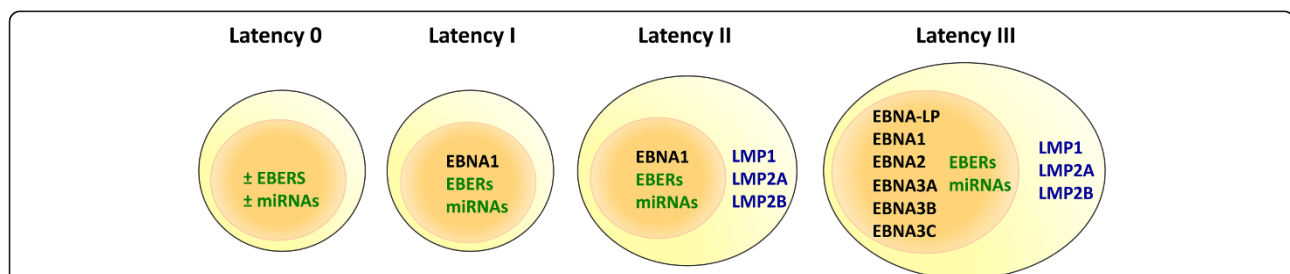 Latency 0
Latency I
Latency II
Latency III
± EBERS
± miRNAs
EBNA1
EBERs
miRNAs
EBNA1
EBERs
miRNAs
LMP1
LMP2A
LMP2B
EBNA-LP
EBNA1
EBNA2
EBNA3A
EBNA3B
EBNA3C
EBERs
miRNAs
LMP1
LMP2A
LMP2B